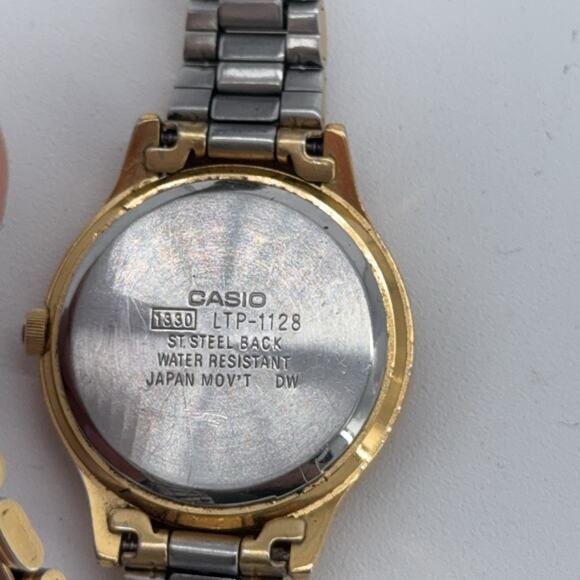 CASIO
1330 LTP-1128
ST. STEEL BACK
WATER RESISTANT
JAPAN MOV'T DW